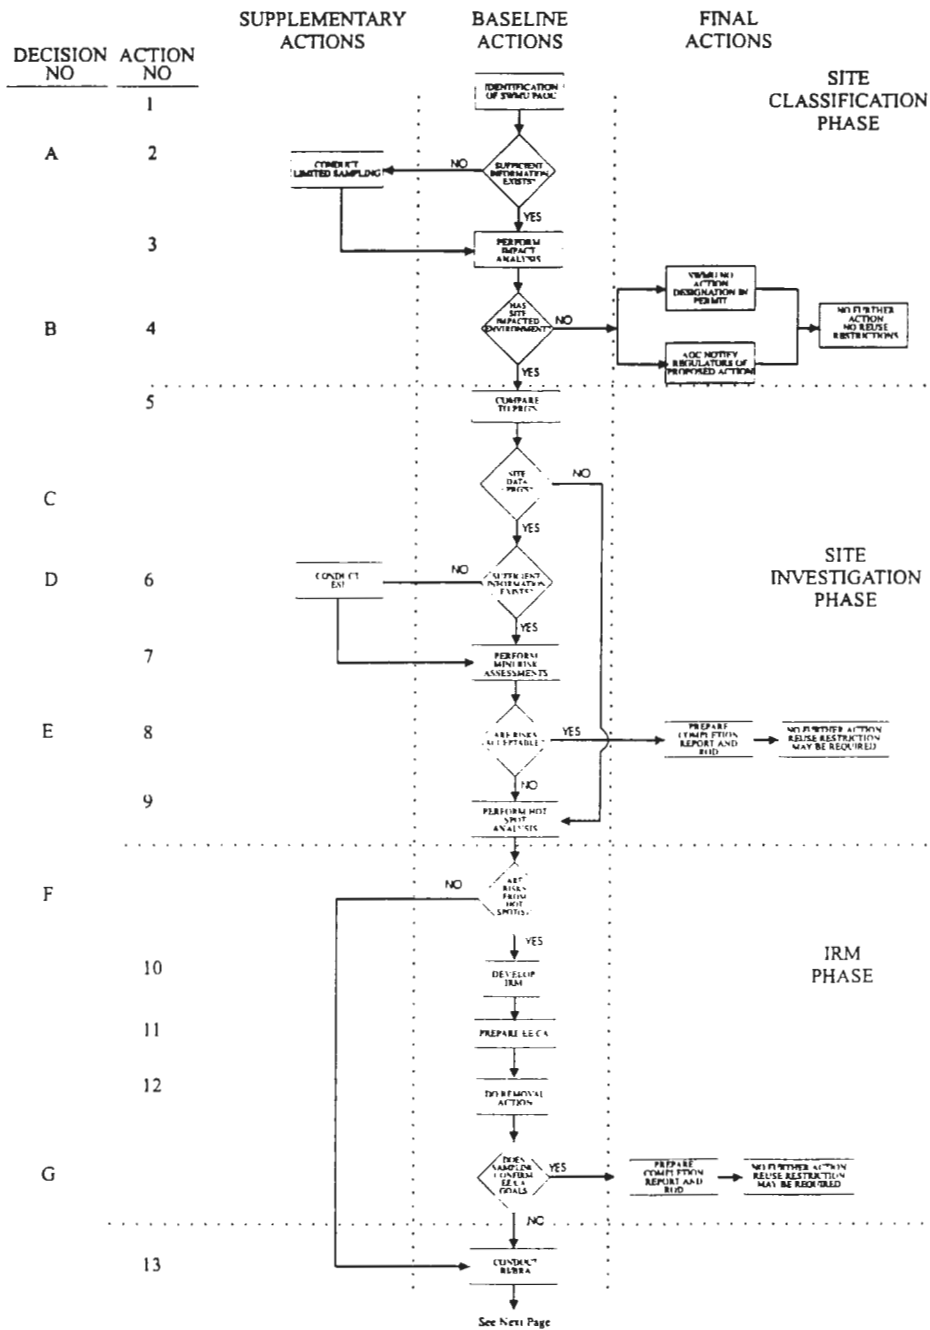 SUPPLEMENTARY
ACTIONS
BASELINE
ACTIONS
FINAL
ACTIONS
DECISION
NO
ACTION
NO
SITE
CLASSIFICATION
PHASE
1
IDENTIFICATION
OF SWMU PAOC
A
2
CONDUCT
LIMITED SAMPLING
NO
SUFFICIENT
INFORMATION
EXISTS?
YES
3
PERFORM
IMPACT
ANALYSIS
B
4
HAS
SITE
IMPACTED
ENVIRONMENT?
NO
SWMU NO
ACTION
DESIGNATION IN
PERMIT
AOC NOTIFY
REGULATORS OF
PROPOSED ACTION
NO FURTHER
ACTION
NO REUSE
RESTRICTIONS
YES
5
COMPARE
TO PRG'S
C
SITE
DATA
PRG'S?
NO
YES
SITE
INVESTIGATION
PHASE
D
6
CONDUCT
ESI
NO
SUFFICIENT
INFORMATION
EXISTS?
YES
7
PERFORM
MINI RISK
ASSESSMENTS
E
8
ARE RISKS
ACCEPTABLE?
YES
PREPARE
COMPLETION
REPORT AND
ROD
NO FURTHER ACTION
REUSE RESTRICTION
MAY BE REQUIRED
NO
9
PERFORM HOT
SPOT
ANALYSIS
F
NO
ARE
RISKS
FROM
HOT
SPOT(S)?
YES
IRM
PHASE
10
DEVELOP
IRM
11
PREPARE EE/CA
12
DO REMOVAL
ACTION
G
DOES
SAMPLING
CONFIRM
EE/CA
GOALS
YES
PREPARE
COMPLETION
REPORT AND
ROD
NO FURTHER ACTION
REUSE RESTRICTION
MAY BE REQUIRED
NO
13
CONDUCT
See Next Page